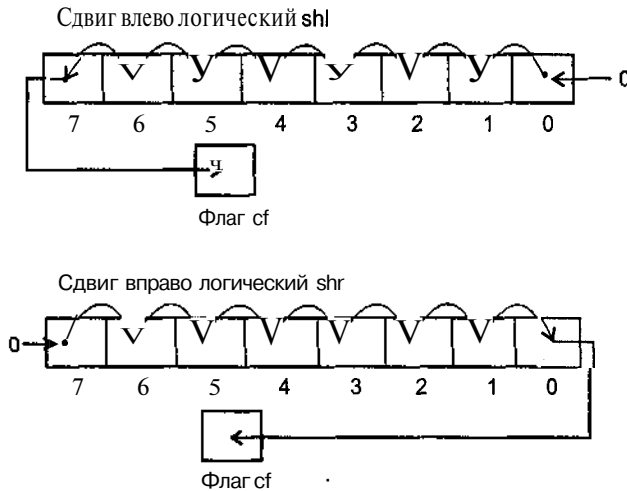 Сдвиг влево логический shl
0
7 6 5 4 3 2 1 0
Флаг cf
Сдвиг вправо логический shr
0
7 6 5 4 3 2 1 0
Флаг cf